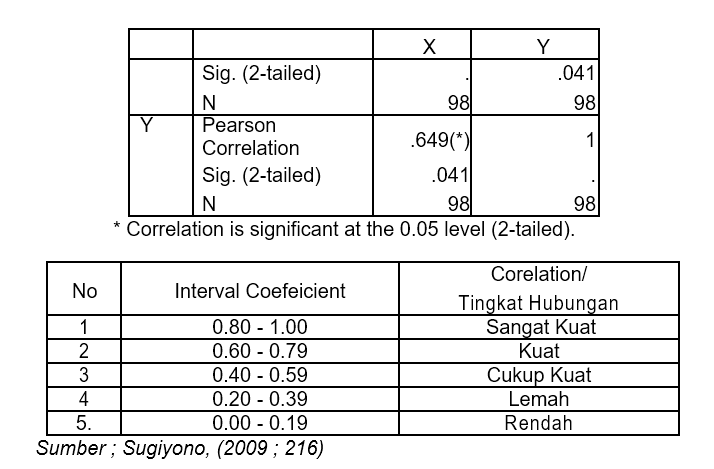 X Y
Sig. (2-tailed) . .041
N 98 98
Y Pearson
Correlation .649(*) 1
Sig. (2-tailed) .041 .
N 98 98
* Correlation is significant at the 0.05 level (2-tailed).
No Interval Coefeicient Corelation/
Tingkat Hubungan
1 0.80 - 1.00 Sangat Kuat
2 0.60 - 0.79 Kuat
3 0.40 - 0.59 Cukup Kuat
4 0.20 - 0.39 Lemah
5. 0.00 - 0.19 Rendah
Sumber ; Sugiyono, (2009 ; 216)